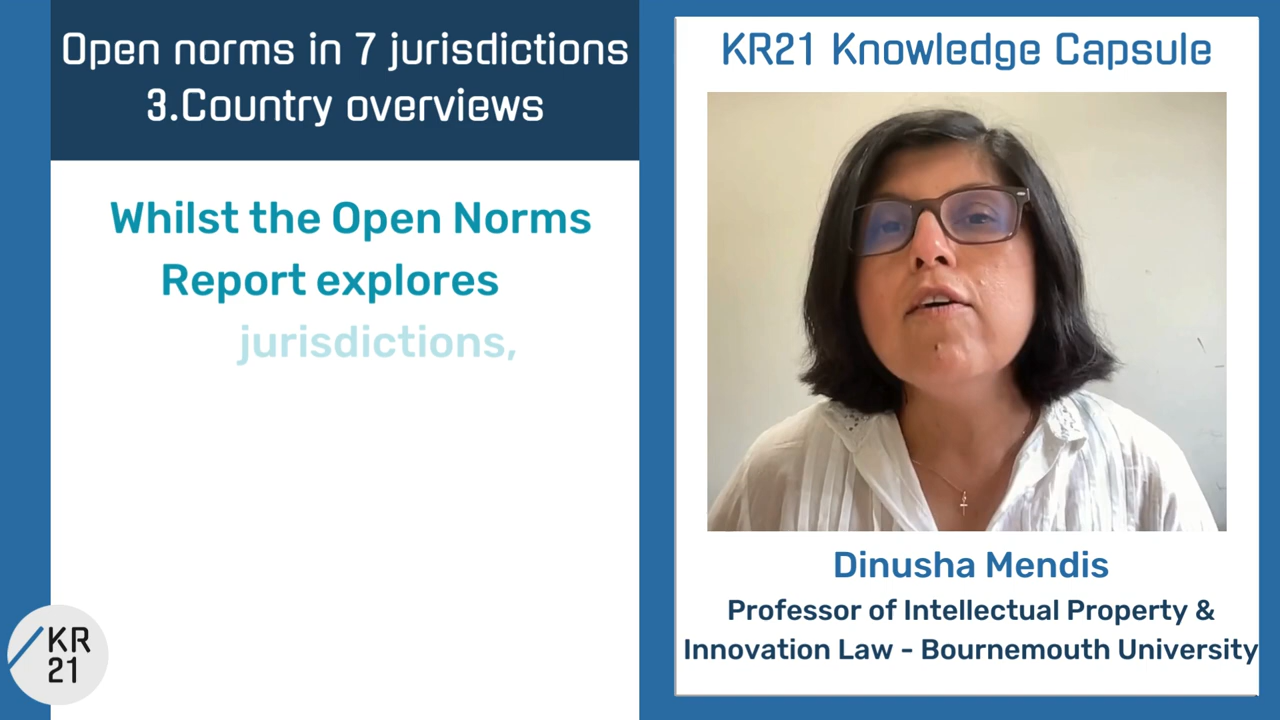 Open norms in 7 jurisdictions
3.Country overviews
Whilst the Open Norms
Report explores
jurisdictions,
KR
21
KR21 Knowledge Capsule
Dinusha Mendis
Professor of Intellectual Property &
Innovation Law - Bournemouth University